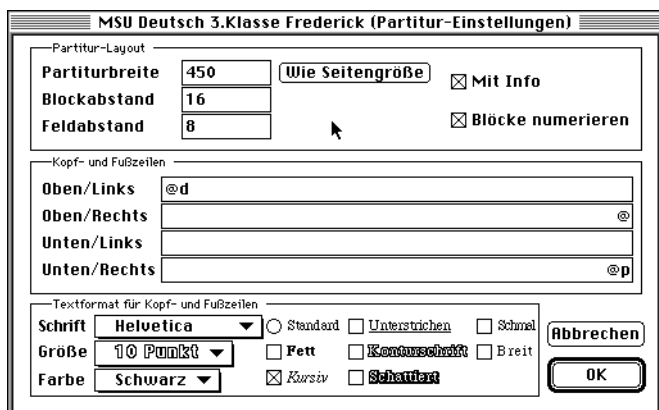 MSU Deutsch 3.Klasse Frederick (Partitur-Einstellungen)
Partitur-Layout
Partiturbreite 450 Wie Seitengröße
Mit Info
Blockabstand 16
Feldabstand 8
Blöcke numerieren
Kopf- und Fußzeilen
Oben/Links @d
Oben/Rechts @
Unten/Links
Unten/Rechts @p
Textformat für Kopf- und Fußzeilen
Schrift Helvetica Standard Unterstrichen Schmal
Größe 10 Punkt Fett Konturschrift Breit
Farbe Schwarz Kursiv Schattiert
Abbrechen
OK